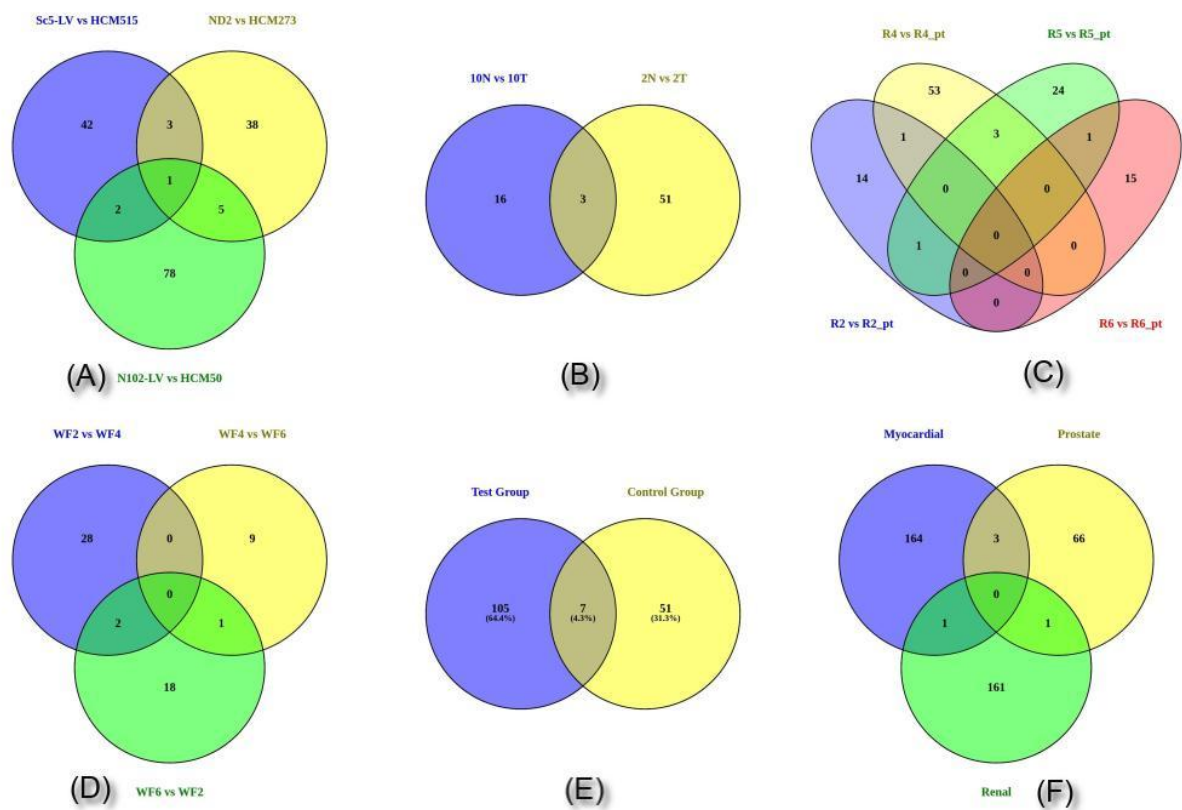 Sc5-LV vs HCM515
ND2 vs HCM273
42
3
38
1
2
5
78
(A)
N102-LV vs HCM50
10N vs 10T
2N vs 2T
16
3
51
(B)
R4 vs R4_pt
R5 vs R5_pt
53
24
1
3
1
14
15
0
0
0
1
0
0
0
0
R2 vs R2_pt
R6 vs R6_pt
(C)
WF2 vs WF4
WF4 vs WF6
28
0
9
0
2
1
18
(D)
WF6 vs WF2
Test Group
Control Group
105
(64.4%)
7
(4.3%)
51
(31.3%)
(E)
Myocardial
Prostate
164
3
66
0
1
1
161
(F)
Renal